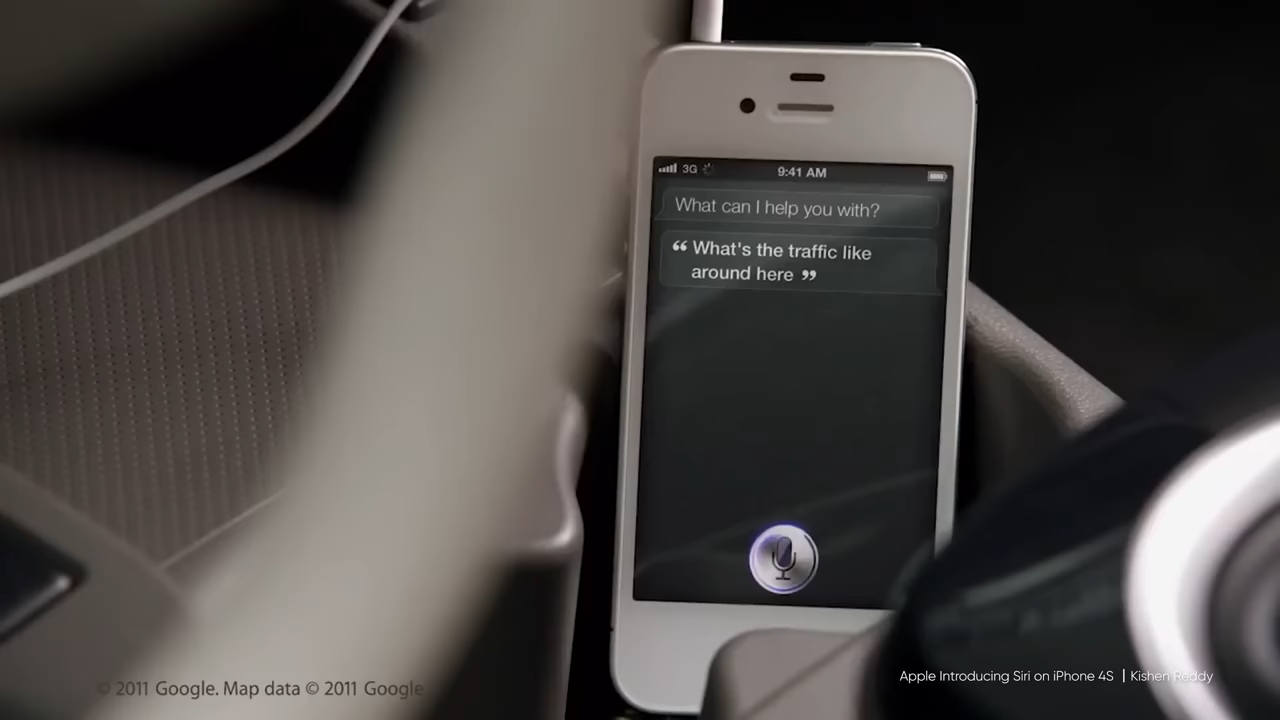 3G
9:41 AM
What can I help you with?
“ What's the traffic like
around here ”
© 2011 Google. Map data © 2011 Google
Apple Introducing Siri on iPhone 4S | Kishen Reddy